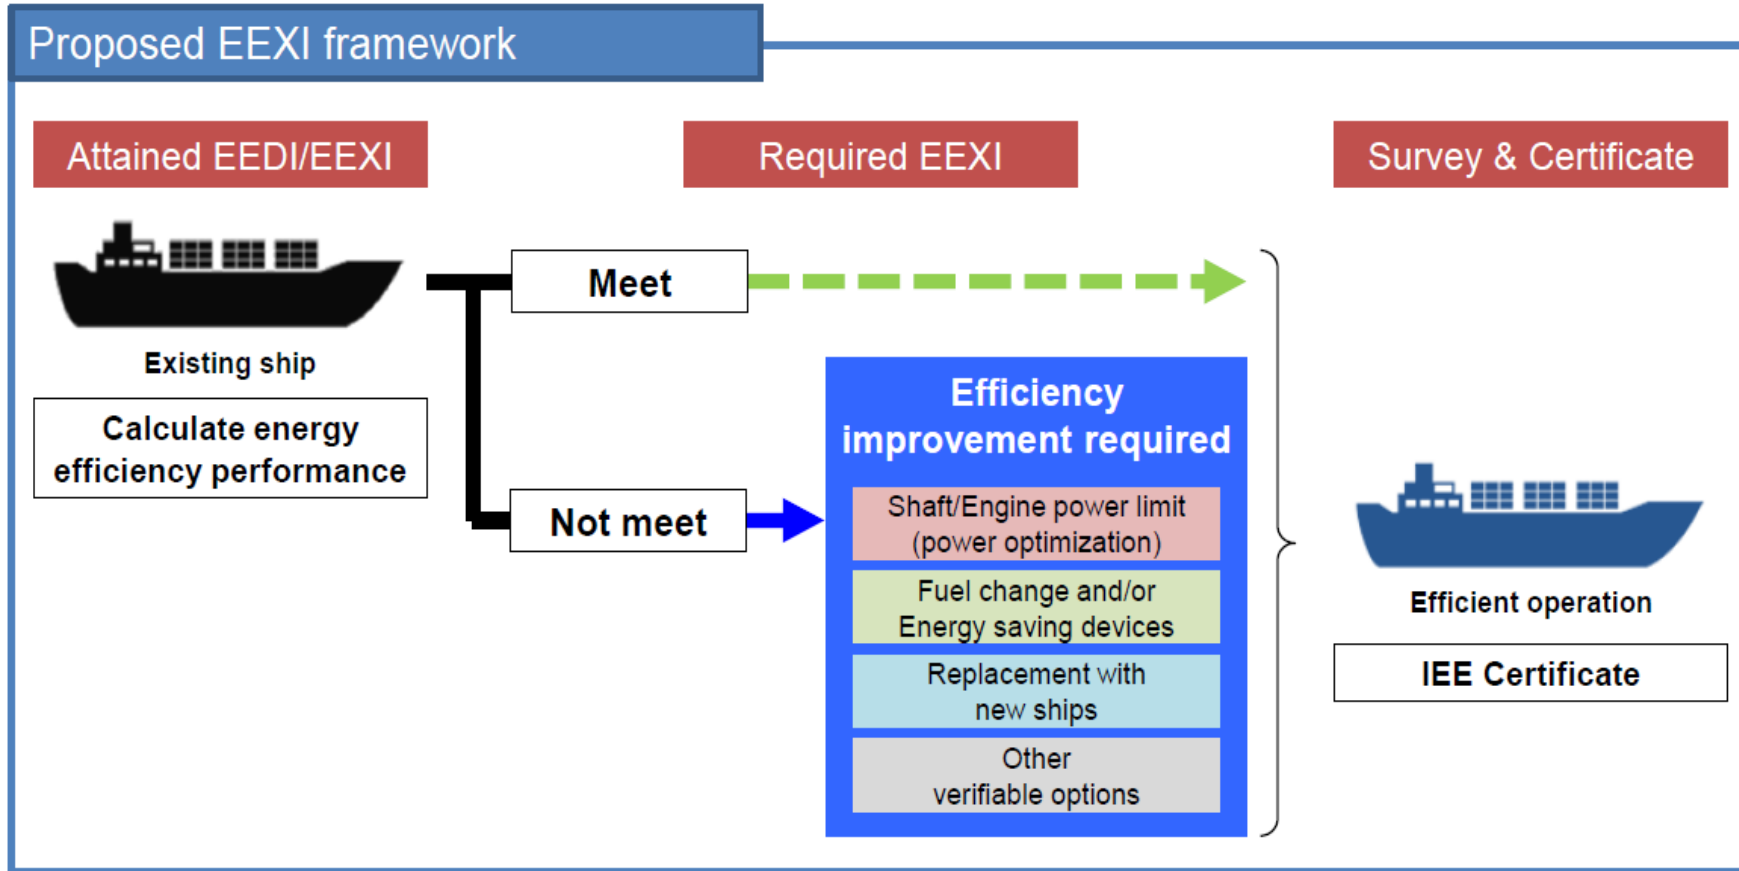 Proposed EEXI framework
Attained EEDI/EEXI
Required EEXI
Survey & Certificate
Existing ship
Calculate energy
efficiency performance
Meet
Not meet
Efficiency
improvement required
Shaft/Engine power limit
(power optimization)
Fuel change and/or
Energy saving devices
Replacement with
new ships
Other
verifiable options
Efficient operation
IEE Certificate